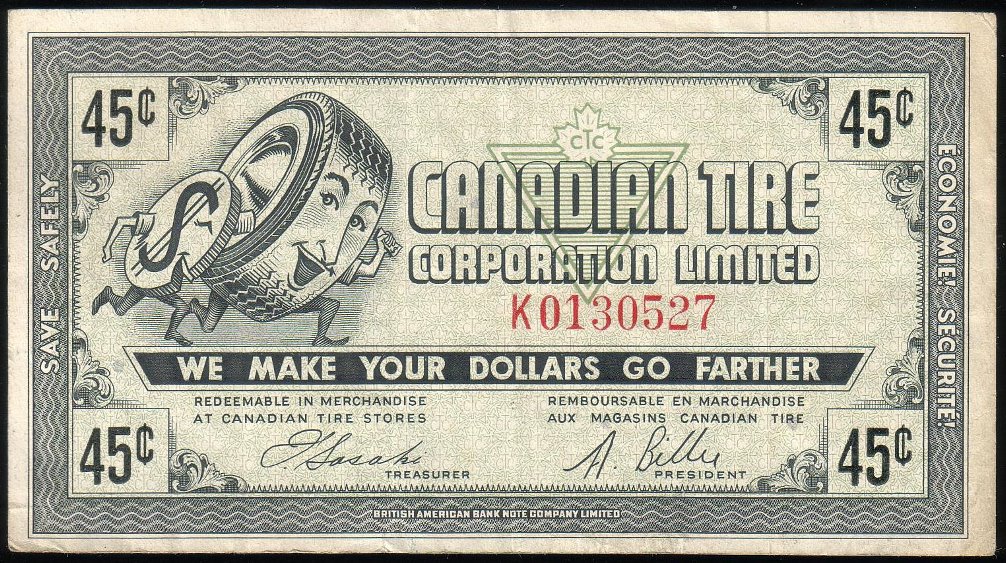 45¢
45¢
CTC
CANADIAN TIRE
CORPORATION LIMITED
K0130527
SAVE SAFELY
ÉCONOMIE! SÉCURITÉ!
$
WE MAKE YOUR DOLLARS GO FARTHER
REDEEMABLE IN MERCHANDISE
AT CANADIAN TIRE STORES
REMBOURSABLE EN MARCHANDISE
AUX MAGASINS CANADIAN TIRE
45¢
45¢
TREASURER
A. Billes
PRESIDENT
BRITISH AMERICAN BANK NOTE COMPANY LIMITED